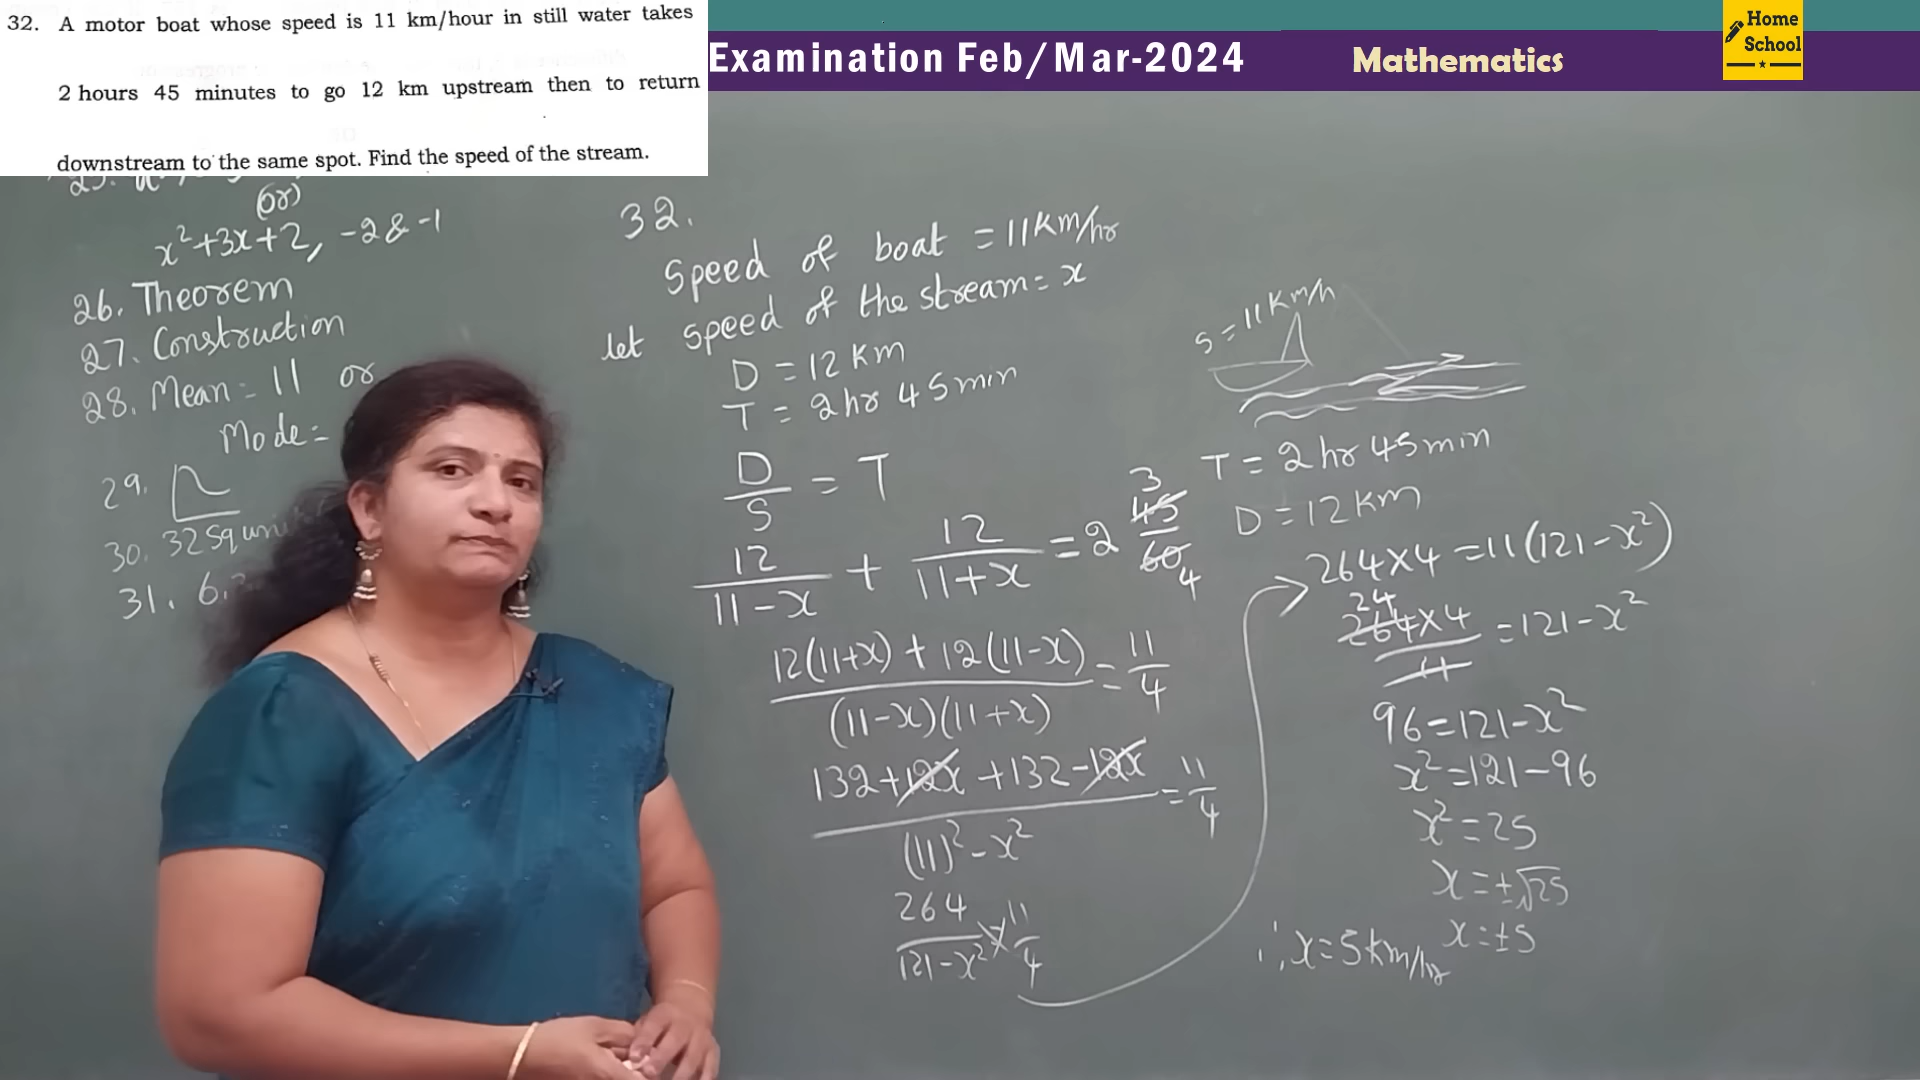 32. A motor boat whose speed is 11 km/hour in still water takes
2 hours 45 minutes to go 12 km upstream then to return
downstream to the same spot. Find the speed of the stream.
Examination Feb/Mar-2024
Mathematics
Home
School
(or)
x²+3x+2, -2 & -1
26. Theorem
27. Construction
28. Mean = 11 or
Mode =
29.
30. 32 Sq
31. 6.
32.
Speed of boat = 11 Km/hr
let speed of the stream = x
D = 12 Km
T = 2 hr 45 min
D/S = T
12/(11-x) + 12/(11+x) = 2 45/60
3
4
(12(11+x) + 12(11-x))/((11-x)(11+x)) = 11/4
(132+12x+132-12x)/((11)²-x²) = 11/4
264/(121-x²) = 11/4
S = 11 Km/h
T = 2 hr 45 min
D = 12 Km
264×4 = 11(121-x²)
24
264×4/11 = 121-x²
96 = 121-x²
x² = 121-96
x² = 25
x = ±√25
x = ±5
∴ x = 5 km/hr